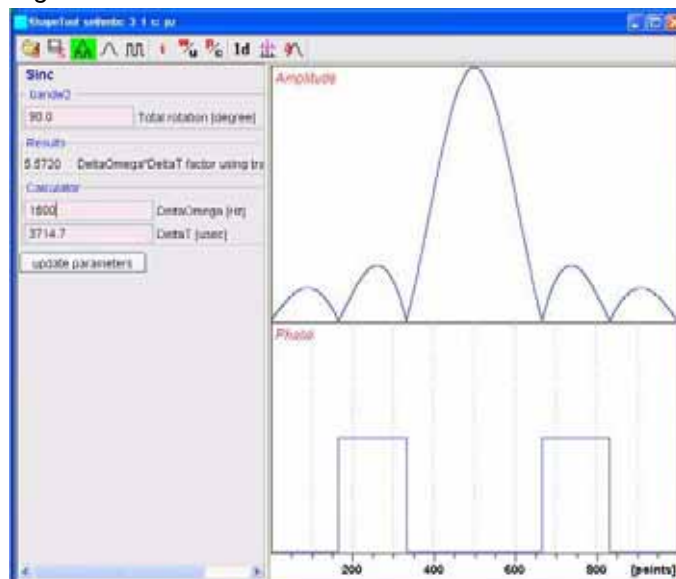 Sinc
bandw2
90.0 Total rotation [degree]
Results
5.5720 DeltaOmega*DeltaT factor using tra
Calculator
DeltaOmega [Hz]
3714.7 DeltaT [usec]
update parameters
Amplitude
Phase
200 400 600 800 [points]